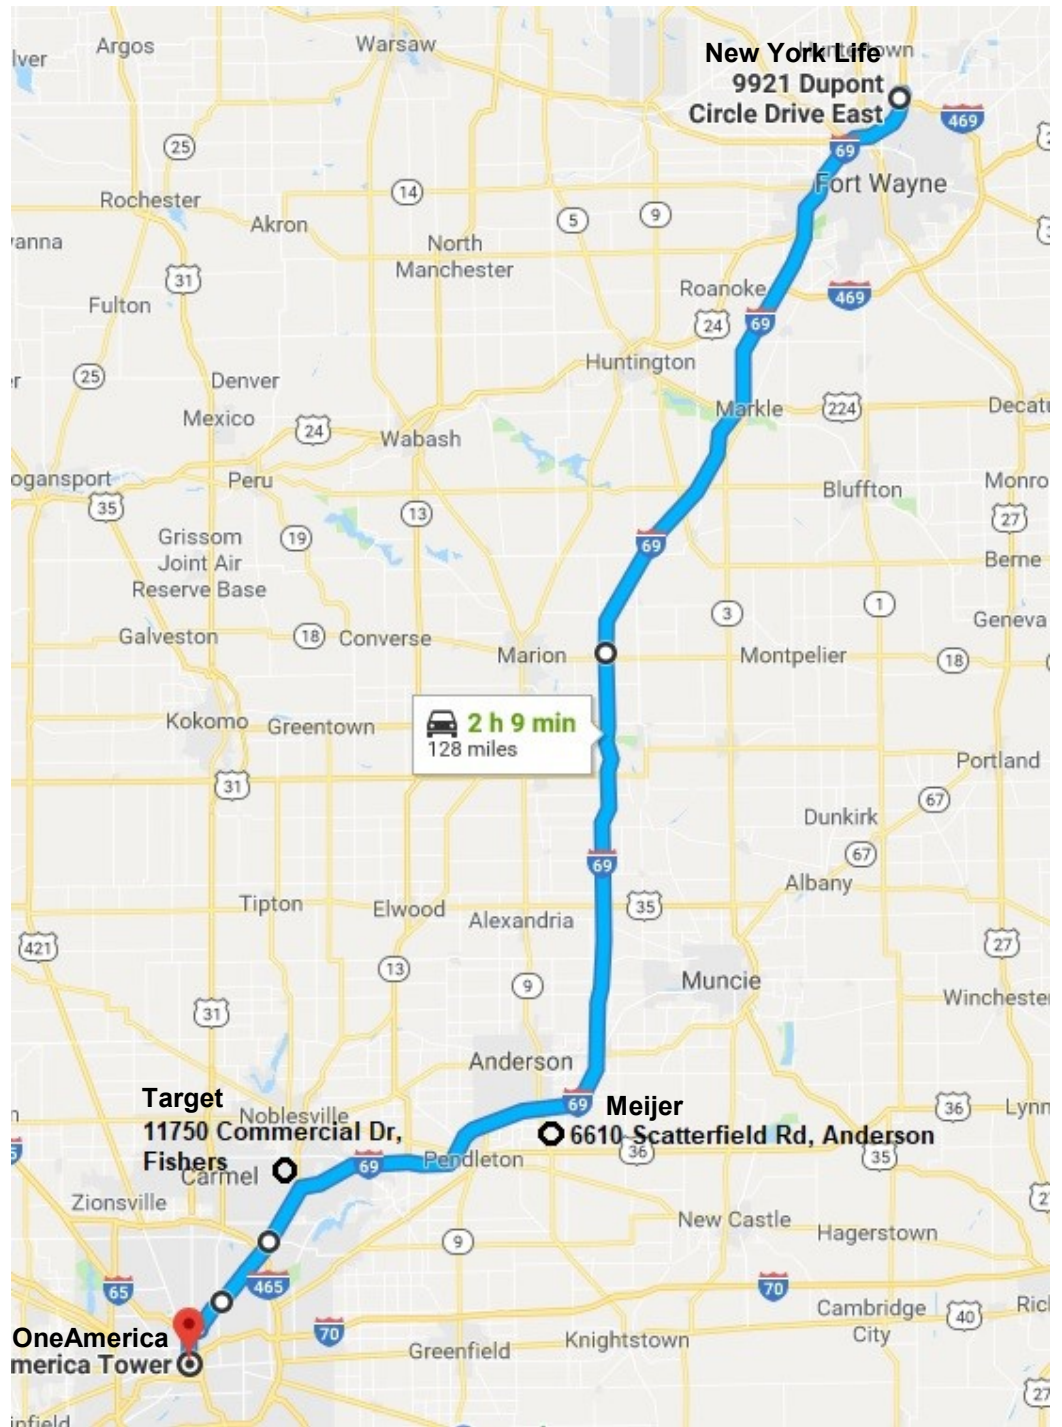 Argos
Warsaw
New York Life
Huntertown
9921 Dupont
Circle Drive East
469
69
25
Fort Wayne
14
Rochester
5
9
Akron
North
Manchester
31
Roanoke
469
Fulton
24
69
Huntington
25
Denver
Markle
224
Mexico
24
Wabash
Peru
Bluffton
35
13
27
Grissom
Joint Air
Reserve Base
19
69
Berne
3
1
Geneva
Galveston
18
Converse
Marion
Montpelier
18
Kokomo
Greentown
2 h 9 min
128 miles
Portland
31
67
Dunkirk
67
69
Albany
Tipton
Elwood
Alexandria
35
421
27
13
9
Muncie
31
Anderson
Target
Noblesville
69
Meijer
36
11750 Commercial Dr,
Fishers
6610 Scatterfield Rd, Anderson
36
35
Carmel
69
Pendleton
Zionsville
New Castle
Hagerstown
9
65
465
70
70
Cambridge
City
40
OneAmerica
merica Tower
Greenfield
Knightstown
27